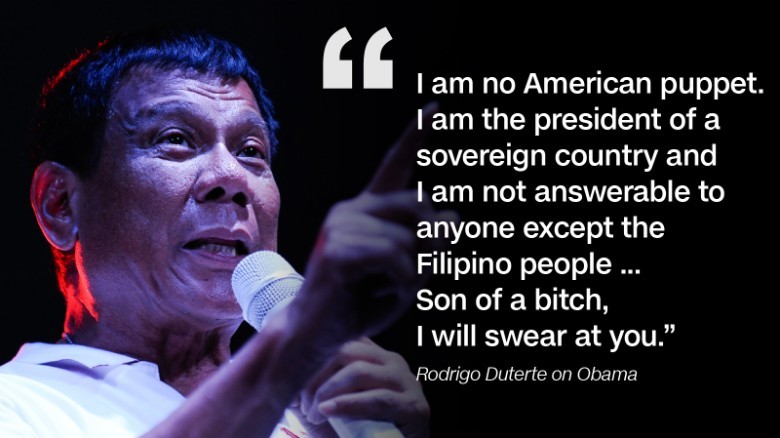 “
I am no American puppet.
I am the president of a
sovereign country and
I am not answerable to
anyone except the
Filipino people ...
Son of a bitch,
I will swear at you.”
Rodrigo Duterte on Obama